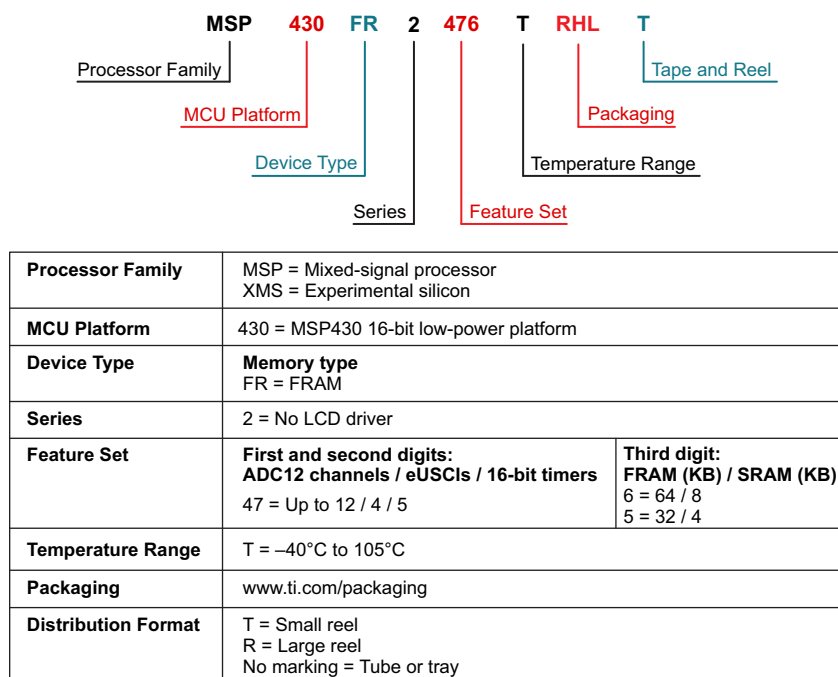 MSP 430 FR 2 476 T RHL T
Processor Family
Tape and Reel
MCU Platform
Packaging
Device Type
Temperature Range
Series
Feature Set
Processor Family
MSP = Mixed-signal processor
XMS = Experimental silicon
MCU Platform
430 = MSP430 16-bit low-power platform
Device Type
Memory type
FR = FRAM
Series
2 = No LCD driver
Feature Set
First and second digits:
ADC12 channels / eUSCIs / 16-bit timers
47 = Up to 12 / 4 / 5
Third digit:
FRAM (KB) / SRAM (KB)
6 = 64 / 8
5 = 32 / 4
Temperature Range
T = –40°C to 105°C
Packaging
www.ti.com/packaging
Distribution Format
T = Small reel
R = Large reel
No marking = Tube or tray